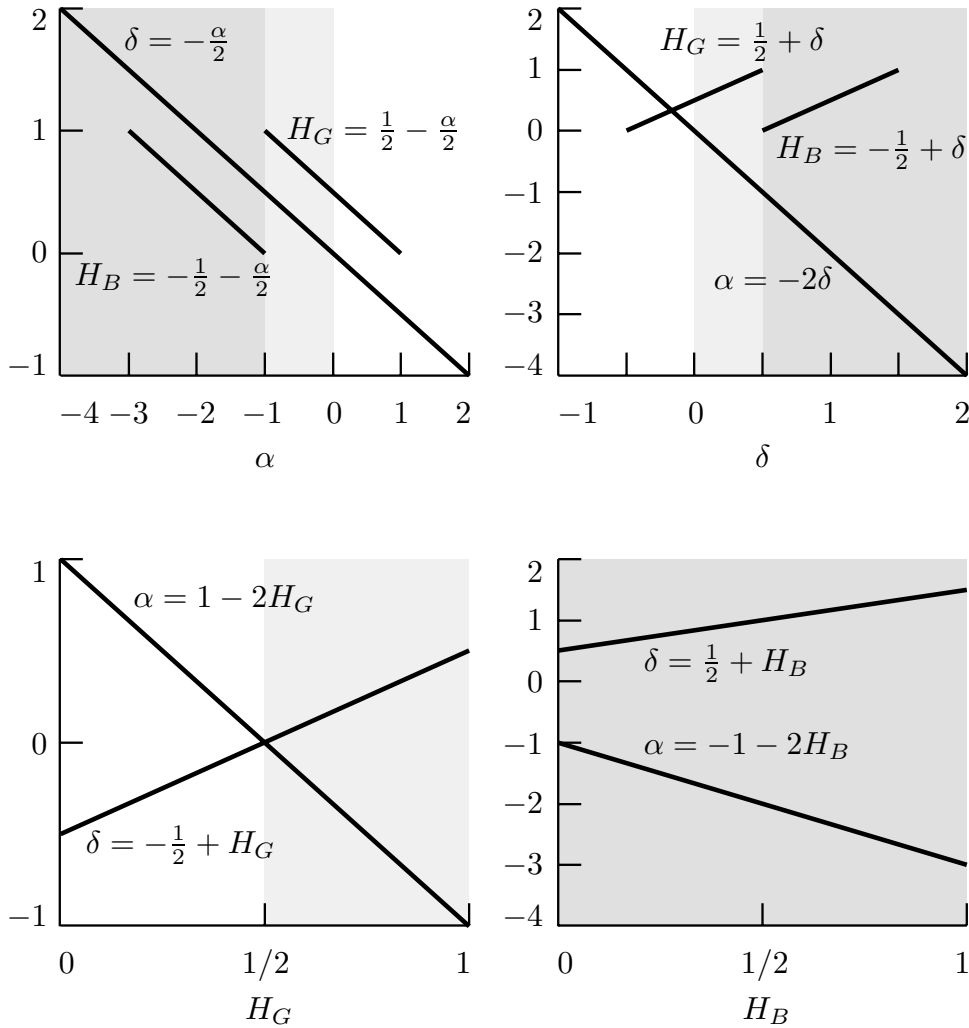 2
1
0
−1
δ = −α/2
H_G = 1/2 − α/2
H_B = −1/2 − α/2
−4 −3 −2 −1 0 1 2
α
2
1
0
−1
−2
−3
−4
H_G = 1/2 + δ
H_B = −1/2 + δ
α = −2δ
−1 0 1 2
δ
1
0
−1
α = 1 − 2H_G
δ = −1/2 + H_G
0 1/2 1
H_G
2
1
0
−1
−2
−3
−4
δ = 1/2 + H_B
α = −1 − 2H_B
0 1/2 1
H_B